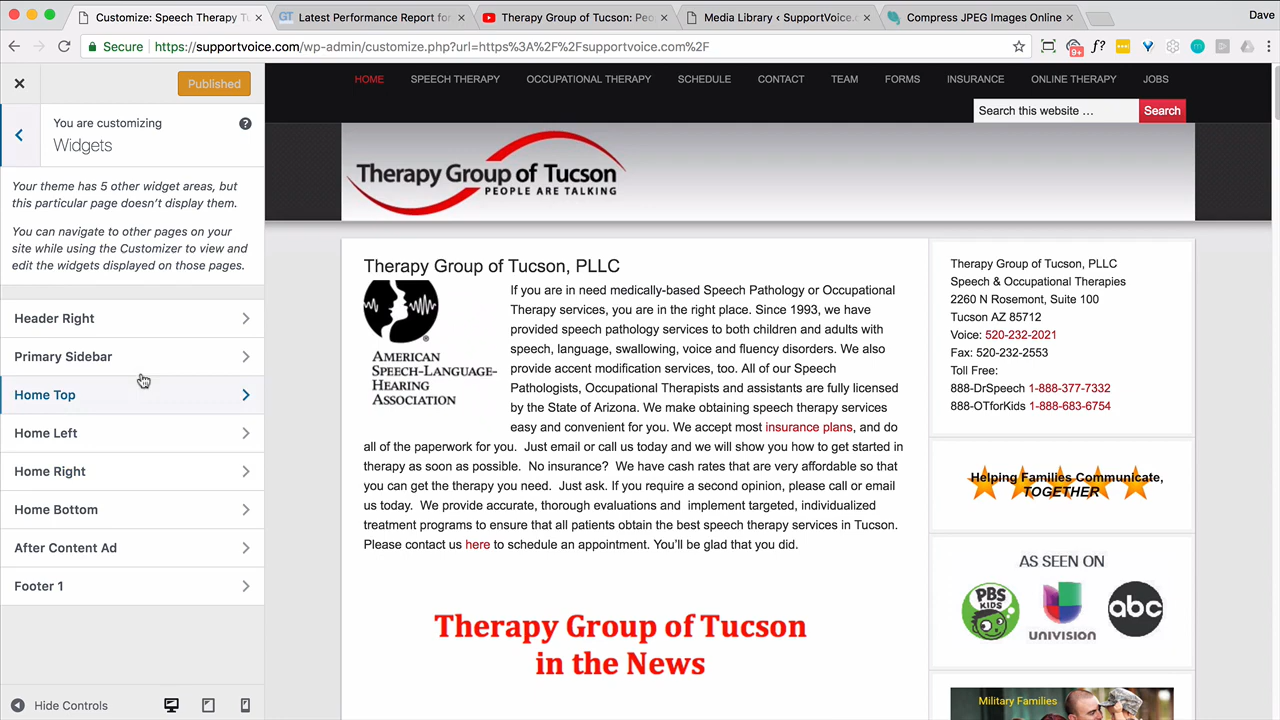 Customize: Speech Therapy Tu
Latest Performance Report for
Therapy Group of Tucson: Peo
Media Library ‹ SupportVoice.c
Compress JPEG Images Online
Dave
Secure
https://supportvoice.com/wp-admin/customize.php?url=https%3A%2F%2Fsupportvoice.com%2F
9+
f?
Published
You are customizing
Widgets
Your theme has 5 other widget areas, but
this particular page doesn’t display them.
You can navigate to other pages on your
site while using the Customizer to view and
edit the widgets displayed on those pages.
Header Right
Primary Sidebar
Home Top
Home Left
Home Right
Home Bottom
After Content Ad
Footer 1
Hide Controls
HOME SPEECH THERAPY OCCUPATIONAL THERAPY SCHEDULE CONTACT TEAM FORMS INSURANCE ONLINE THERAPY JOBS
Search this website …
Search
Therapy Group of Tucson
PEOPLE ARE TALKING
Therapy Group of Tucson, PLLC
AMERICAN
SPEECH-LANGUAGE-
HEARING
ASSOCIATION
If you are in need medically-based Speech Pathology or Occupational
Therapy services, you are in the right place. Since 1993, we have
provided speech pathology services to both children and adults with
speech, language, swallowing, voice and fluency disorders. We also
provide accent modification services, too. All of our Speech
Pathologists, Occupational Therapists and assistants are fully licensed
by the State of Arizona. We make obtaining speech therapy services
easy and convenient for you. We accept most insurance plans, and do
all of the paperwork for you. Just email or call us today and we will show you how to get started in
therapy as soon as possible. No insurance? We have cash rates that are very affordable so that
you can get the therapy you need. Just ask. If you require a second opinion, please call or email
us today. We provide accurate, thorough evaluations and implement targeted, individualized
treatment programs to ensure that all patients obtain the best speech therapy services in Tucson.
Please contact us here to schedule an appointment. You’ll be glad that you did.
Therapy Group of Tucson
in the News
Therapy Group of Tucson, PLLC
Speech & Occupational Therapies
2260 N Rosemont, Suite 100
Tucson AZ 85712
Voice: 520-232-2021
Fax: 520-232-2553
Toll Free:
888-DrSpeech 1-888-377-7332
888-OTforKids 1-888-683-6754
Helping Families Communicate,
TOGETHER
AS SEEN ON
PBS
KIDS
UNIVISION
abc
Military Families